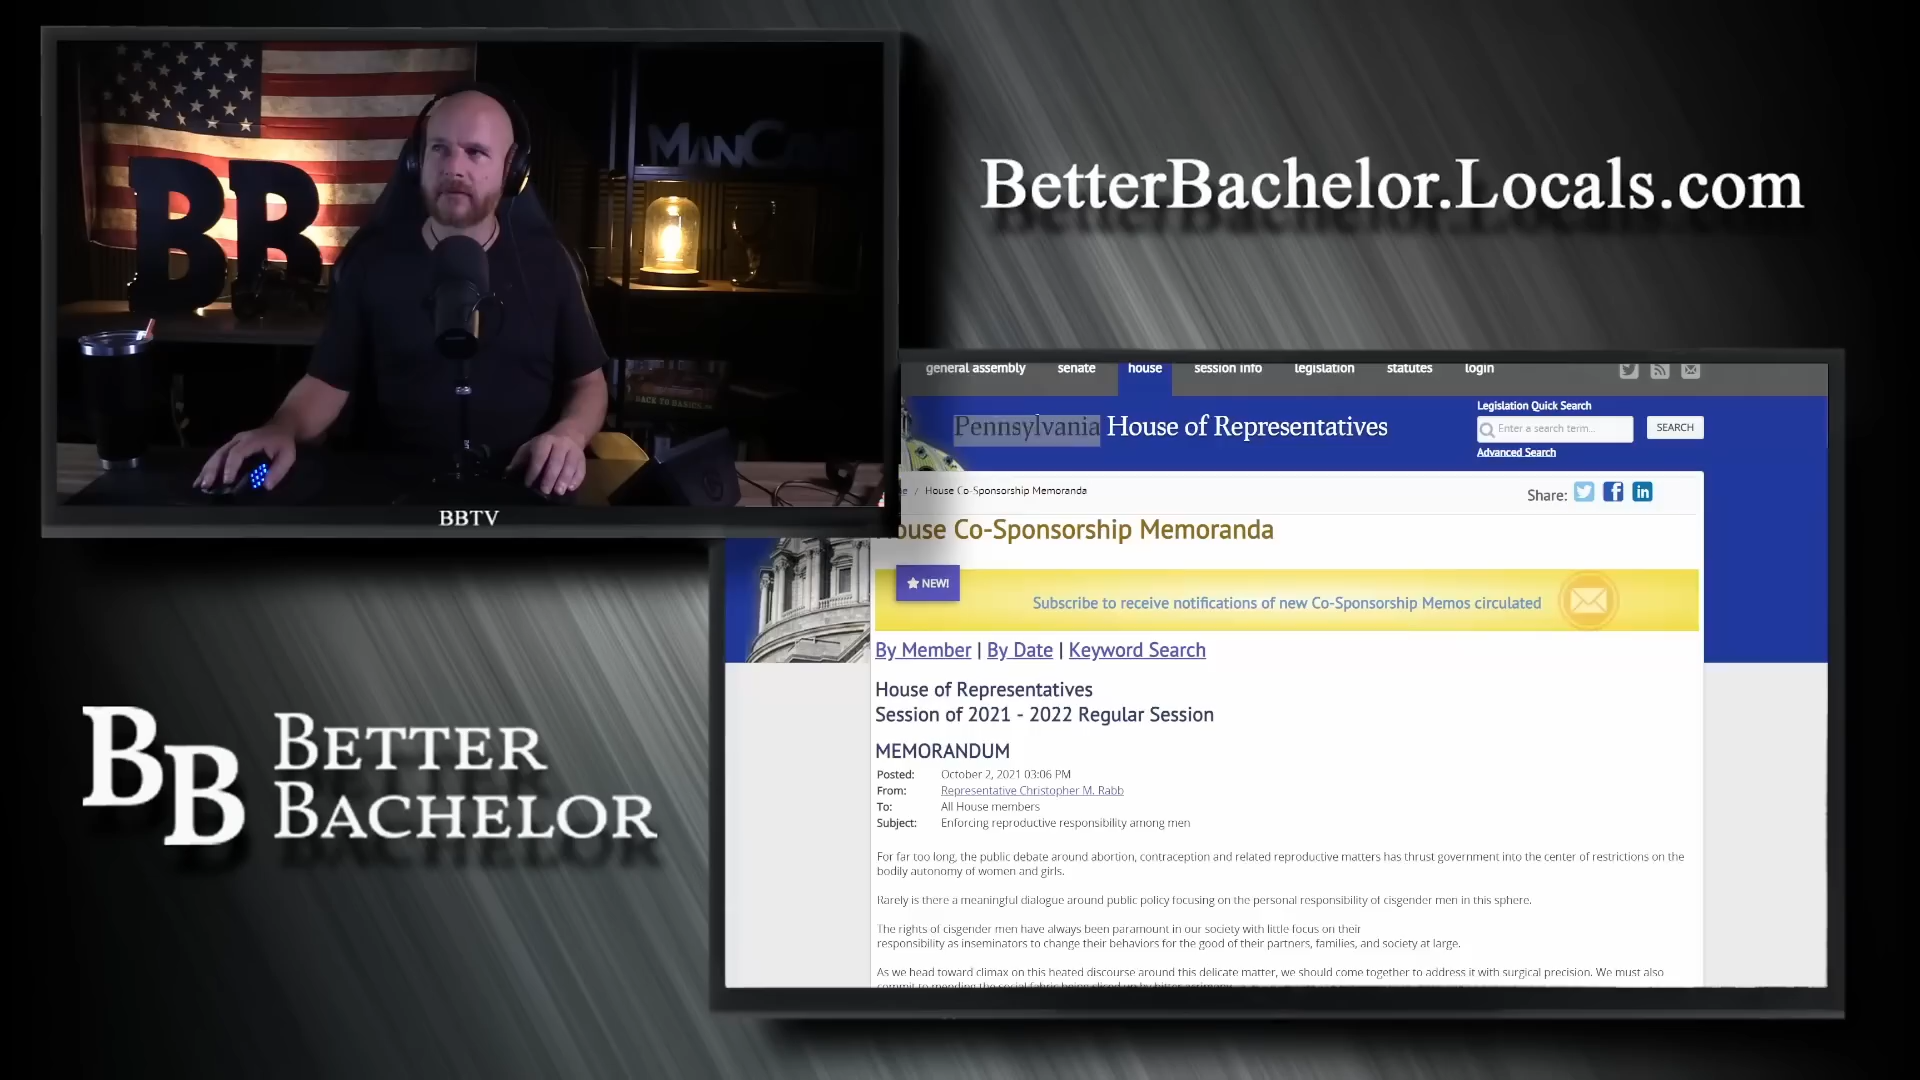 BB
MANCAVE
BACK TO BASICS
BBTV
BetterBachelor.Locals.com
BB BETTER
BACHELOR
general assembly senate house session info legislation statutes login
Pennsylvania House of Representatives
Legislation Quick Search
Enter a search term... SEARCH
Advanced Search
/ House Co-Sponsorship Memoranda
Share:
House Co-Sponsorship Memoranda
NEW!
Subscribe to receive notifications of new Co-Sponsorship Memos circulated
By Member | By Date | Keyword Search
House of Representatives
Session of 2021 - 2022 Regular Session
MEMORANDUM
Posted: October 2, 2021 03:06 PM
From: Representative Christopher M. Rabb
To: All House members
Subject: Enforcing reproductive responsibility among men
For far too long, the public debate around abortion, contraception and related reproductive matters has thrust government into the center of restrictions on the
bodily autonomy of women and girls.
Rarely is there a meaningful dialogue around public policy focusing on the personal responsibility of cisgender men in this sphere.
The rights of cisgender men have always been paramount in our society with little focus on their
responsibility as inseminators to change their behaviors for the good of their partners, families, and society at large.
As we head toward climax on this heated discourse around this delicate matter, we should come together to address it with surgical precision. We must also